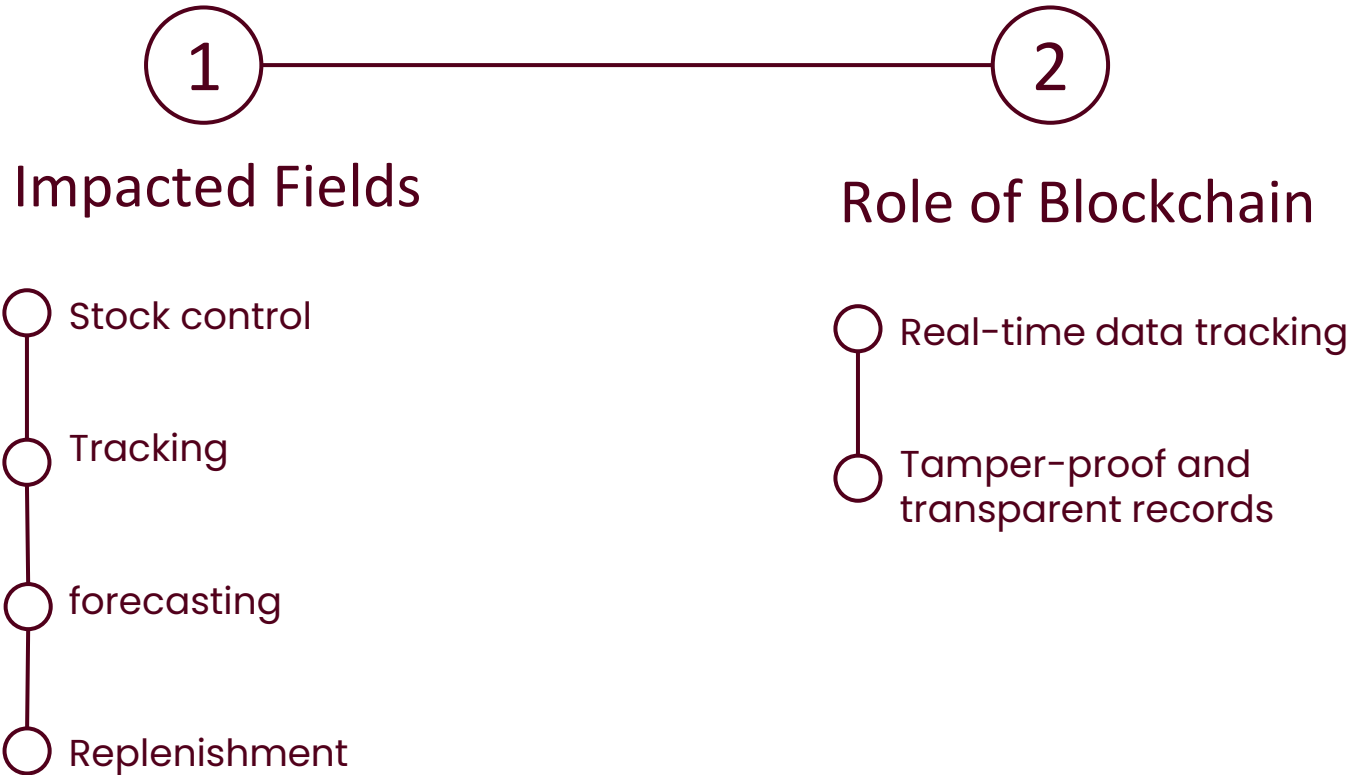 1
Impacted Fields
Stock control
Tracking
forecasting
Replenishment
2
Role of Blockchain
Real-time data tracking
Tamper-proof and
transparent records